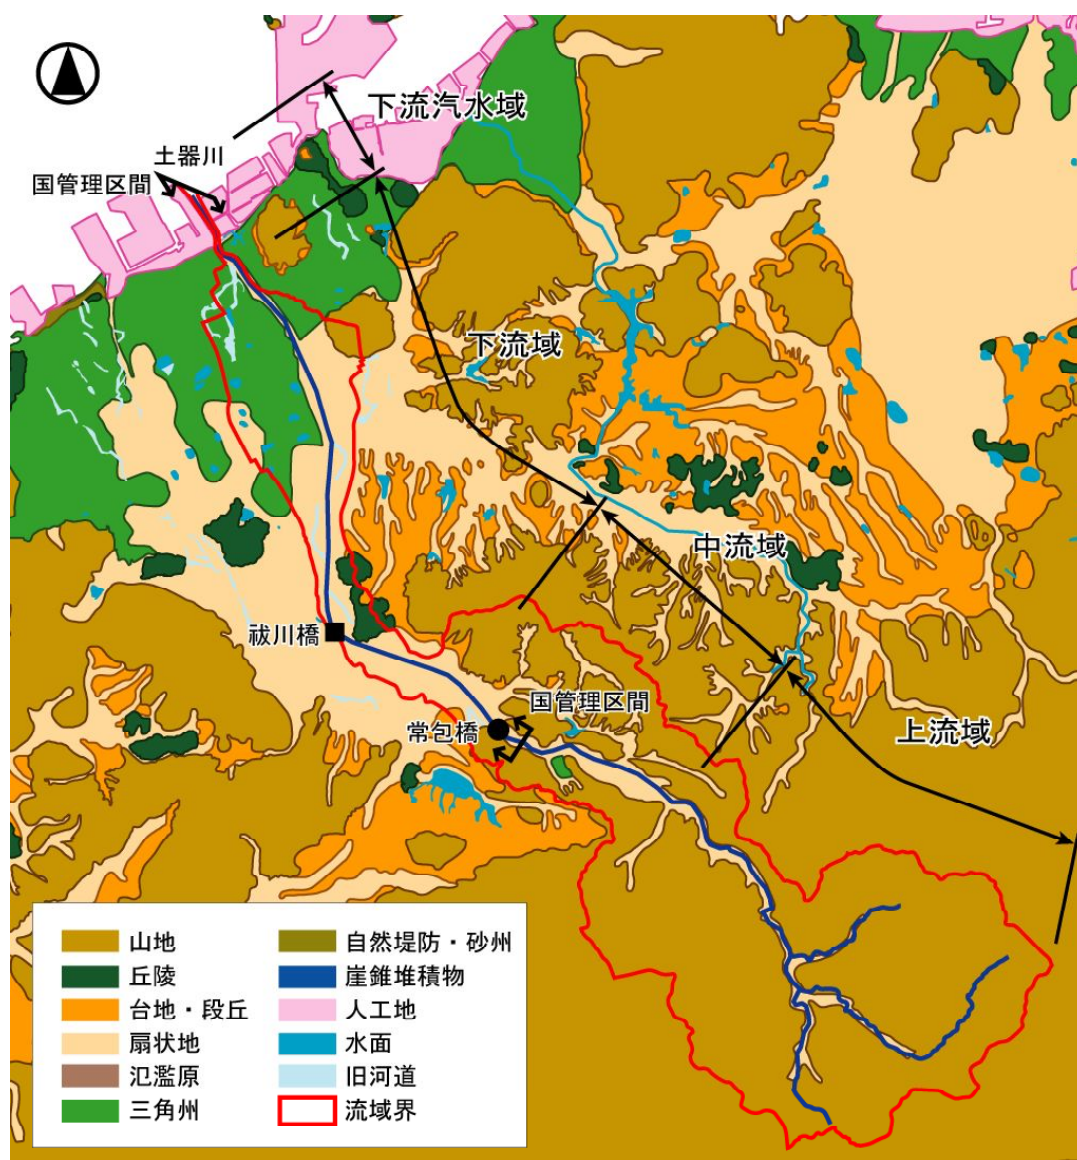 下流汽水域
土器川
国管理区間
下流域
中流域
祓川橋
国管理区間
常包橋
上流域
山地
丘陵
台地・段丘
扇状地
氾濫原
三角州
自然堤防・砂州
崖錐堆積物
人工地
水面
旧河道
流域界